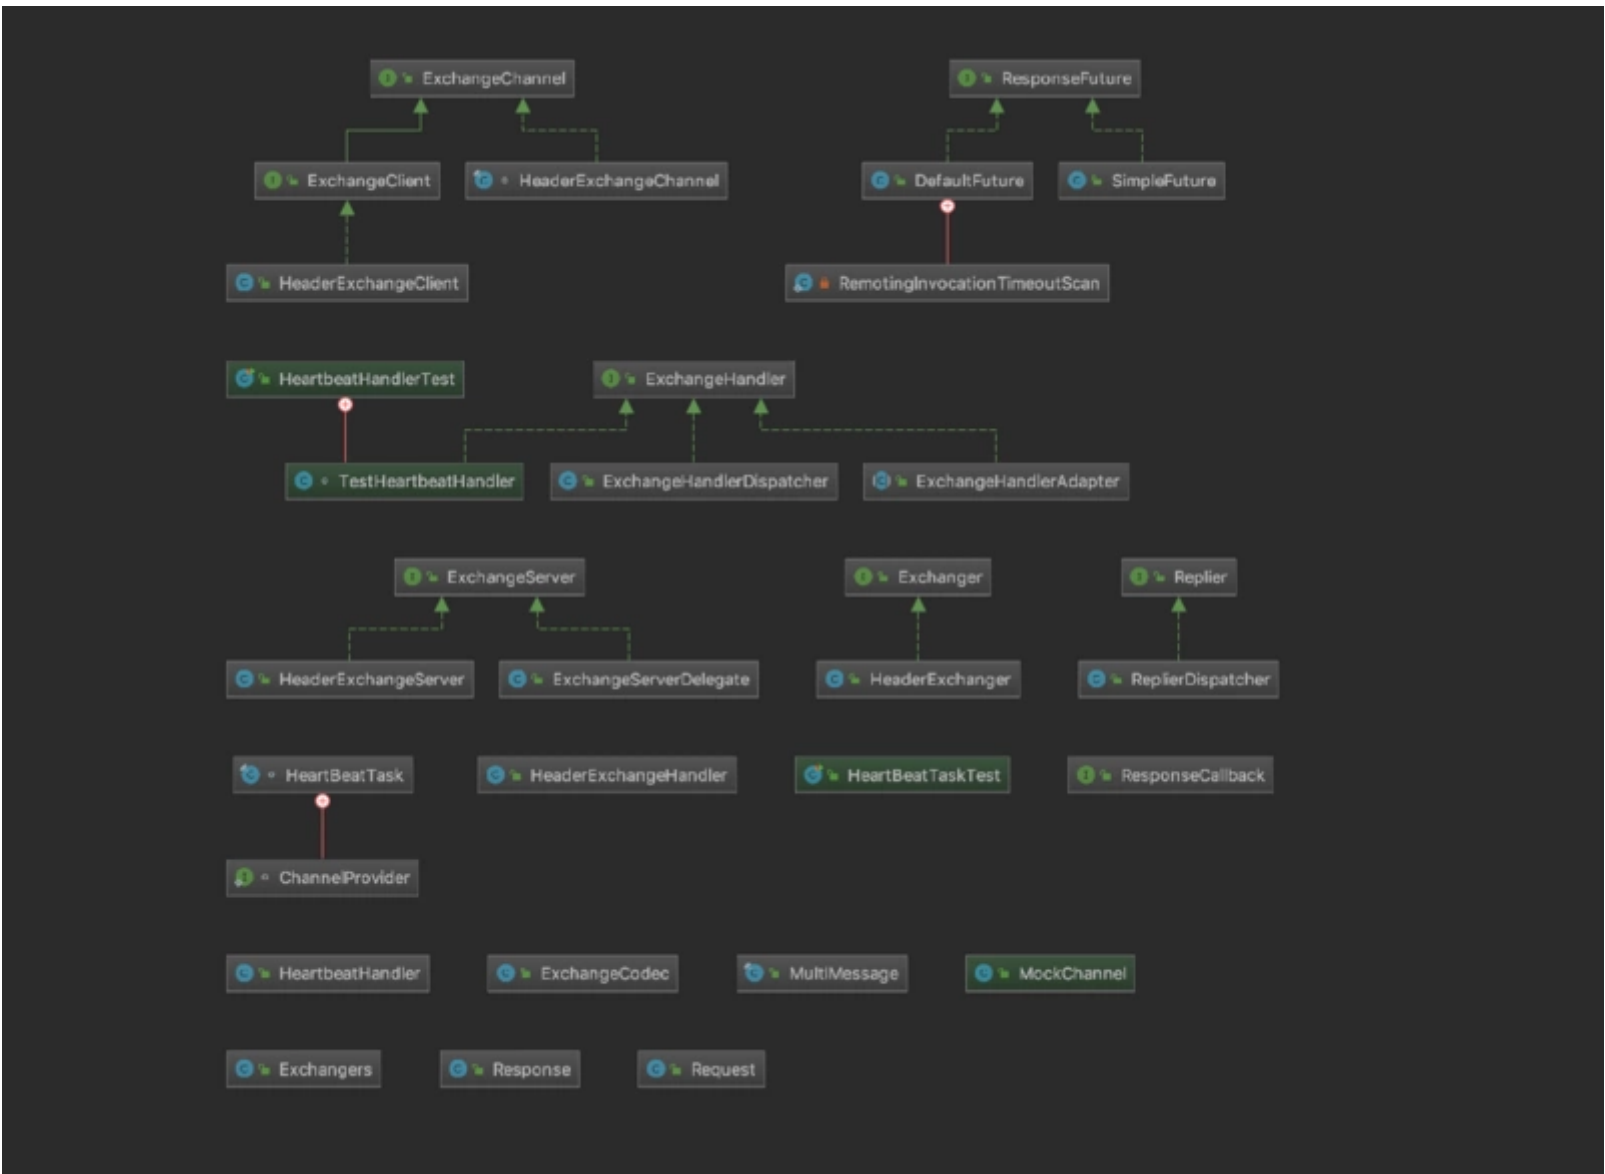 ExchangeChannel ResponseFuture
ExchangeClient HeaderExchangeChannel DefaultFuture SimpleFuture
HeaderExchangeClient RemotingInvocationTimeoutScan
HeartbeatHandlerTest ExchangeHandler
TestHeartbeatHandler ExchangeHandlerDispatcher ExchangeHandlerAdapter
ExchangeServer Exchanger Replier
HeaderExchangeServer ExchangeServerDelegate HeaderExchanger ReplierDispatcher
HeartBeatTask HeaderExchangeHandler HeartBeatTaskTest ResponseCallback
ChannelProvider
HeartbeatHandler ExchangeCodec MultiMessage MockChannel
Exchangers Response Request